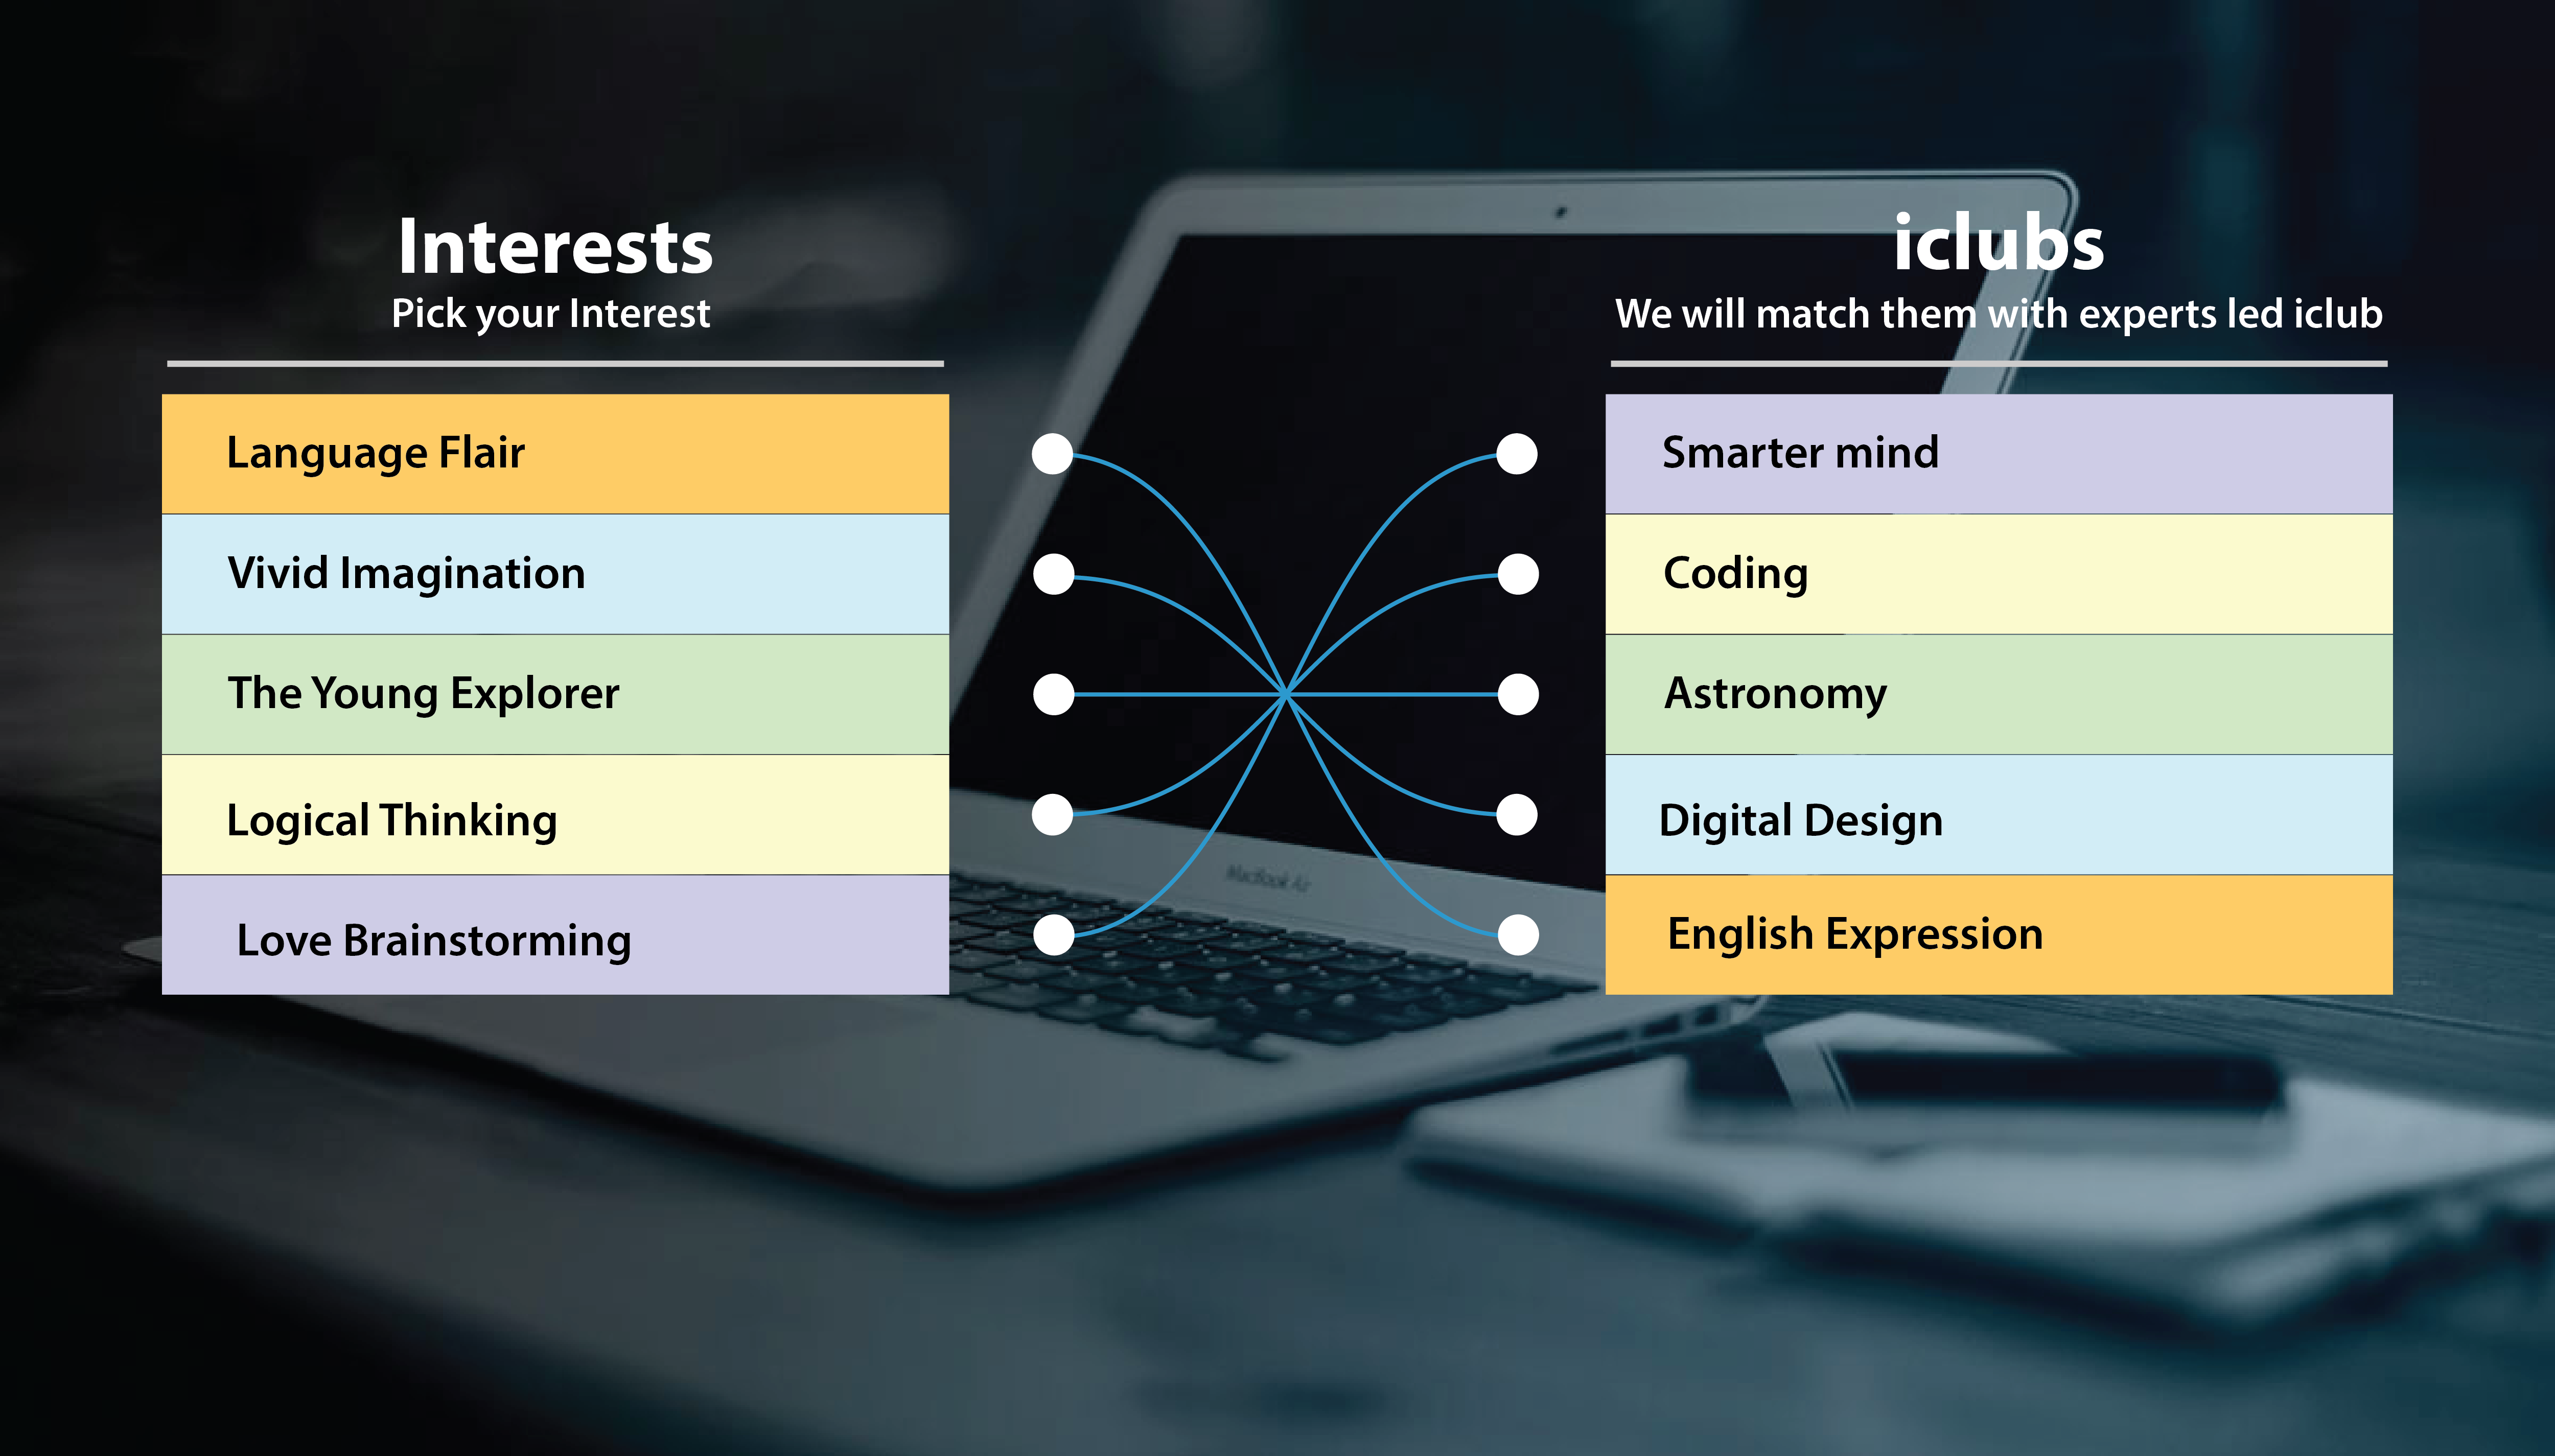 Interests
Pick your Interest
Language Flair
Vivid Imagination
The Young Explorer
Logical Thinking
Love Brainstorming
iclubs
We will match them with experts led iclub
Smarter mind
Coding
Astronomy
Digital Design
English Expression
MacBook Air